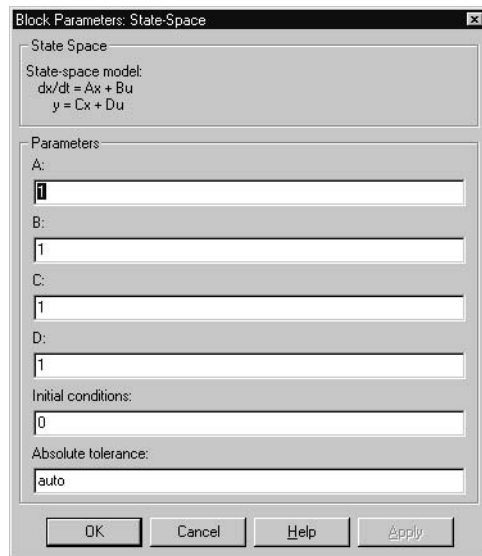 Block Parameters: State-Space
State Space
State-space model:
dx/dt = Ax + Bu
y = Cx + Du
Parameters
A:
1
B:
1
C:
1
D:
1
Initial conditions:
0
Absolute tolerance:
auto
OK Cancel Help Apply